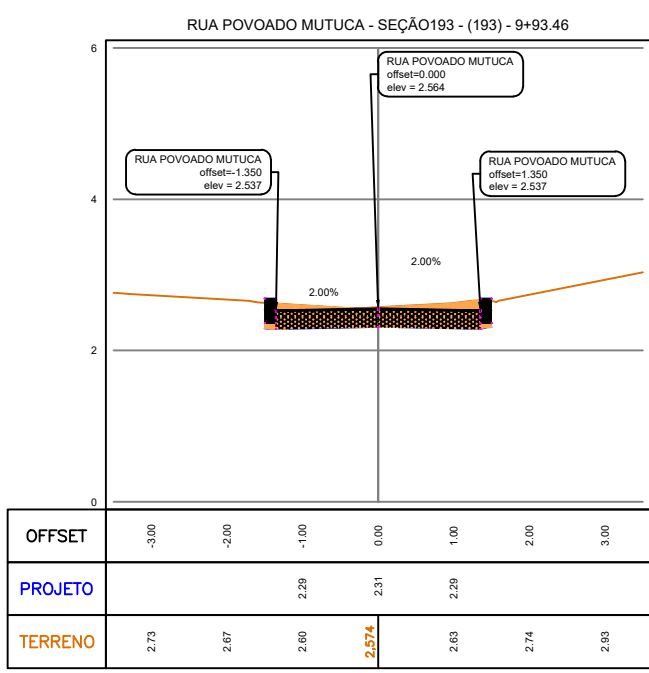 RUA POVOADO MUTUCA - SEÇÃO193 - (193) - 9+93.46
6
RUA POVOADO MUTUCA
offset=0.000
elev = 2.564
RUA POVOADO MUTUCA
offset=-1.350
elev = 2.537
RUA POVOADO MUTUCA
offset=1.350
elev = 2.537
4
2.00%
2.00%
2
0
OFFSET -3.00 -2.00 -1.00 0.00 1.00 2.00 3.00
PROJETO 2.29 2.31 2.29
TERRENO 2.73 2.67 2.60 2,574 2.63 2.74 2.93